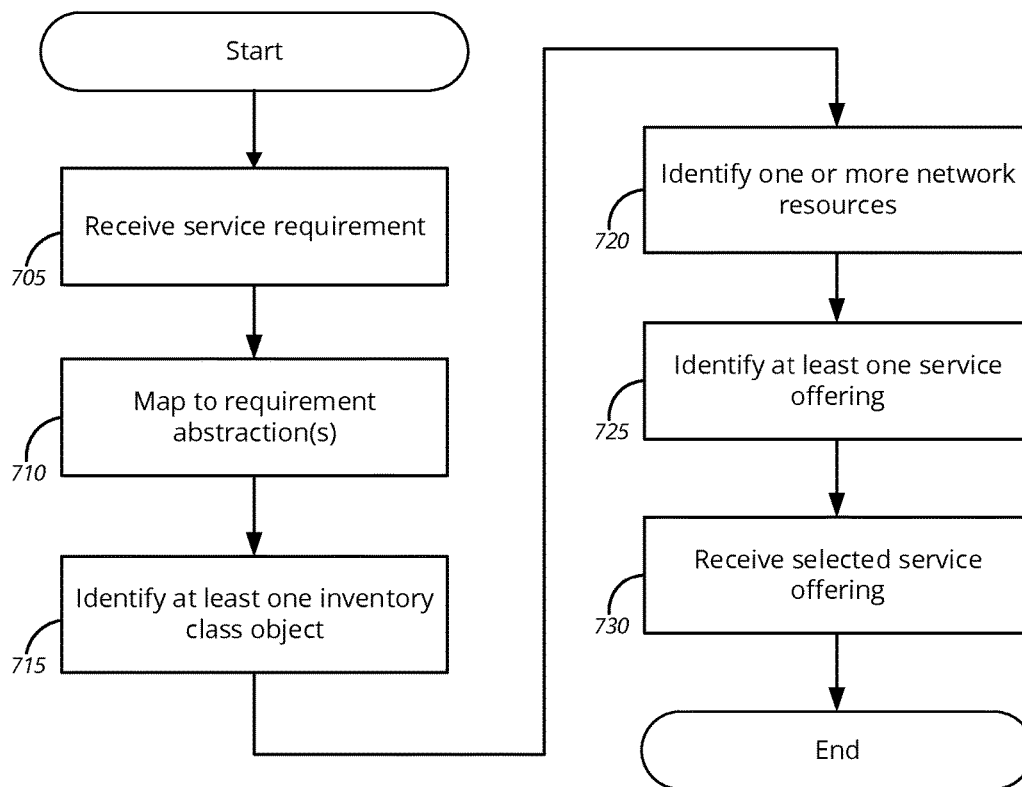 Start
Receive service requirement
705
Map to requirement
abstraction(s)
710
Identify at least one inventory
class object
715
Identify one or more network
resources
720
Identify at least one service
offering
725
Receive selected service
offering
730
End